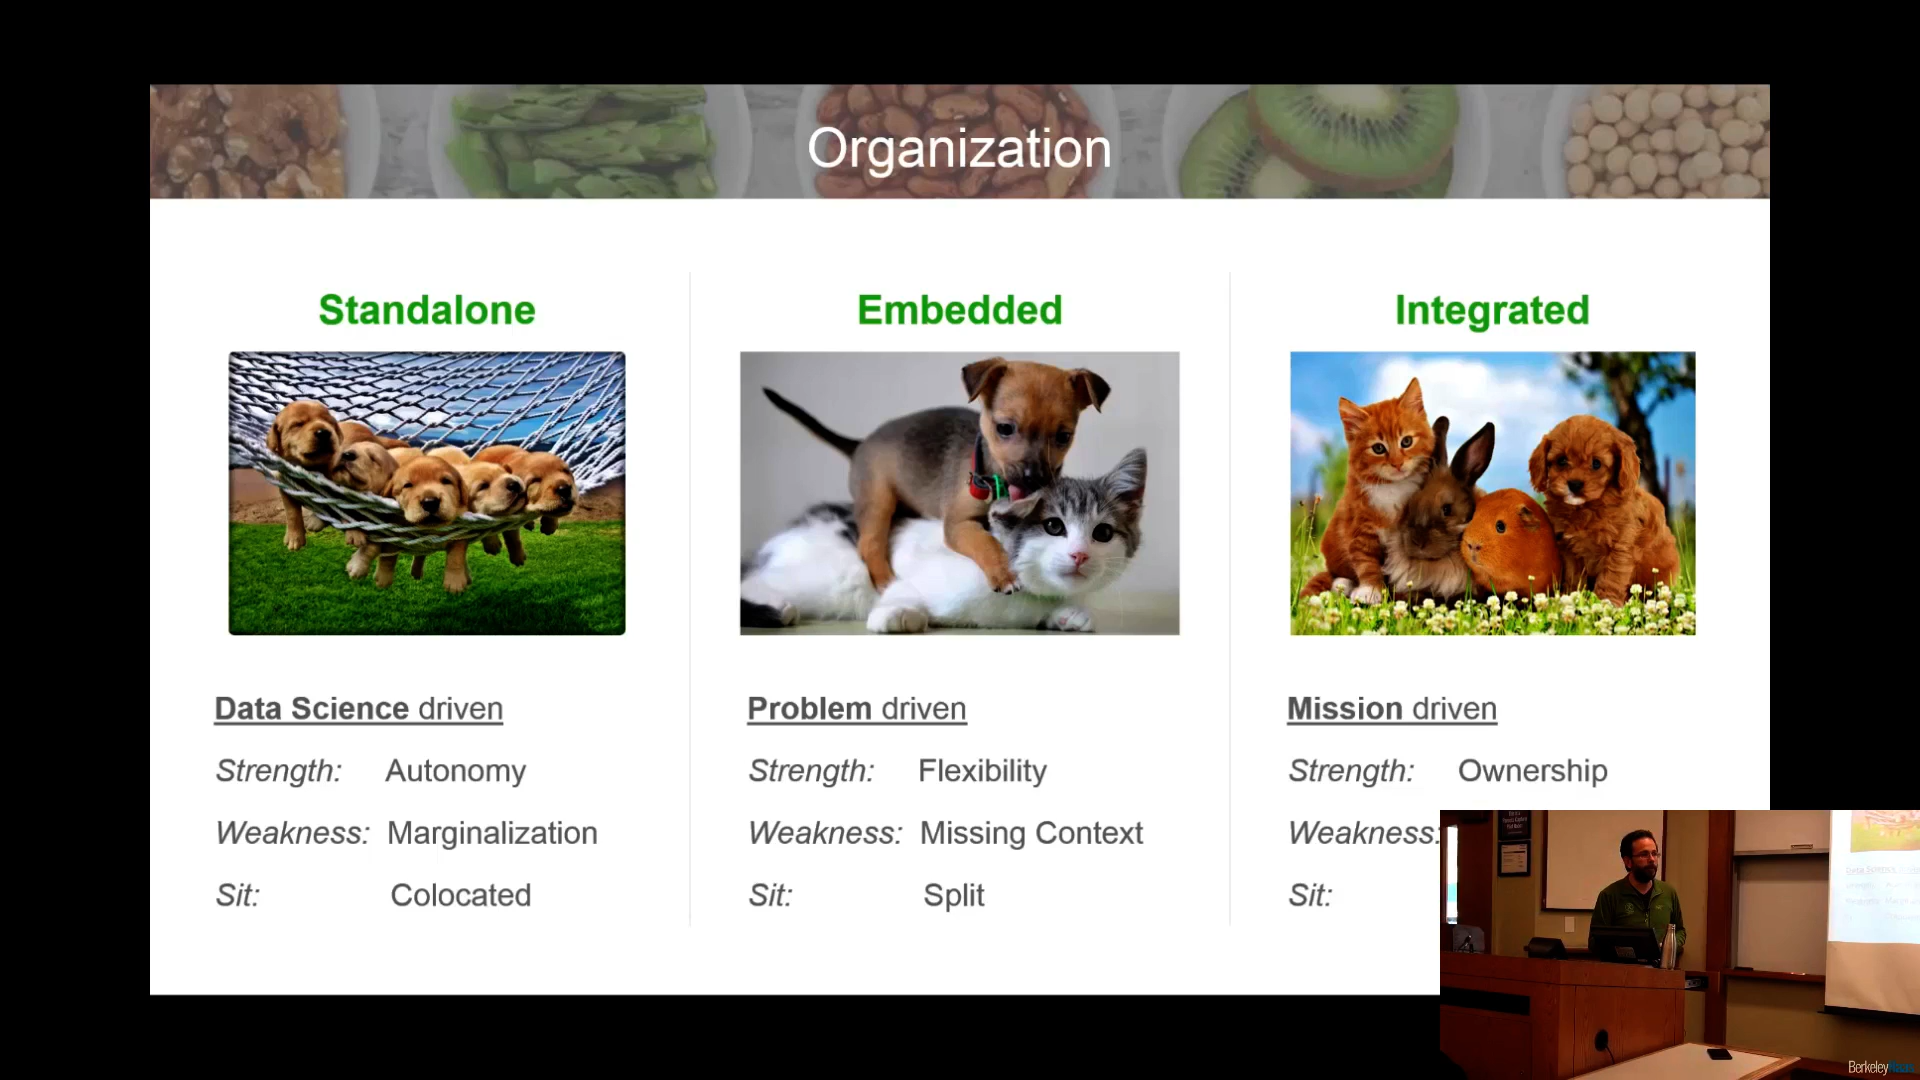 Organization
Standalone
Data Science driven
Strength: Autonomy
Weakness: Marginalization
Sit: Colocated
Embedded
Problem driven
Strength: Flexibility
Weakness: Missing Context
Sit: Split
Integrated
Mission driven
Strength: Ownership
Weakness:
Sit:
BerkeleyHaas